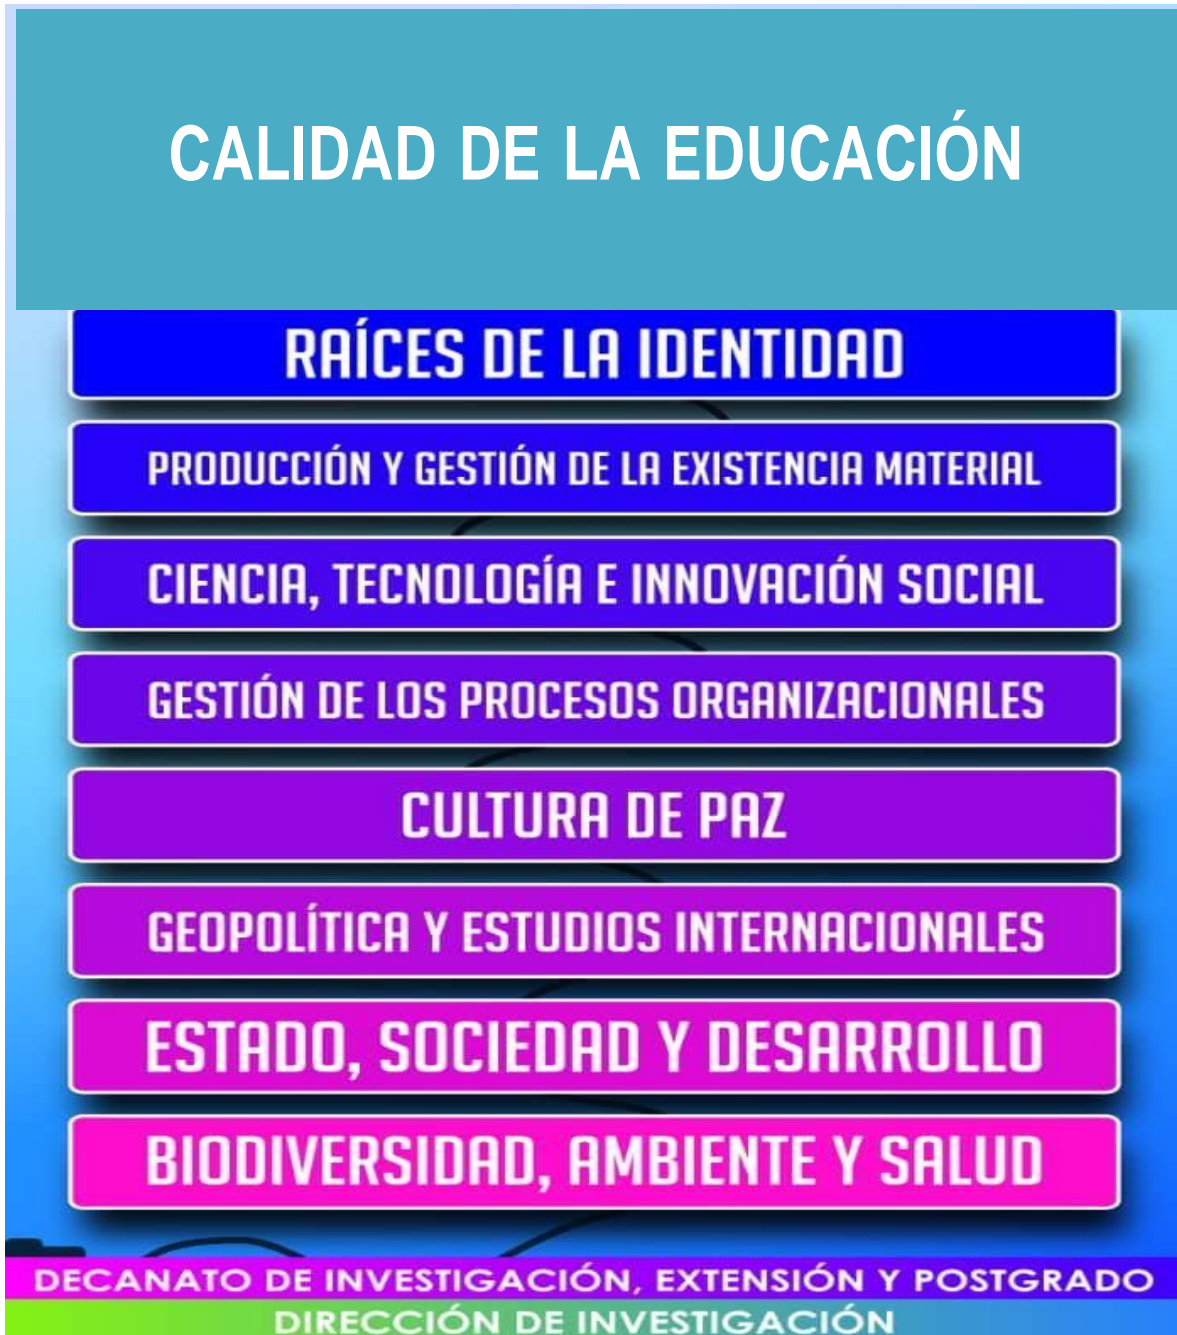 CALIDAD DE LA EDUCACIÓN
RAÍCES DE LA IDENTIDAD
PRODUCCIÓN Y GESTIÓN DE LA EXISTENCIA MATERIAL
CIENCIA, TECNOLOGÍA E INNOVACIÓN SOCIAL
GESTIÓN DE LOS PROCESOS ORGANIZACIONALES
CULTURA DE PAZ
GEOPOLÍTICA Y ESTUDIOS INTERNACIONALES
ESTADO, SOCIEDAD Y DESARROLLO
BIODIVERSIDAD, AMBIENTE Y SALUD
DECANATO DE INVESTIGACIÓN, EXTENSIÓN Y POSTGRADO
DIRECCIÓN DE INVESTIGACIÓN